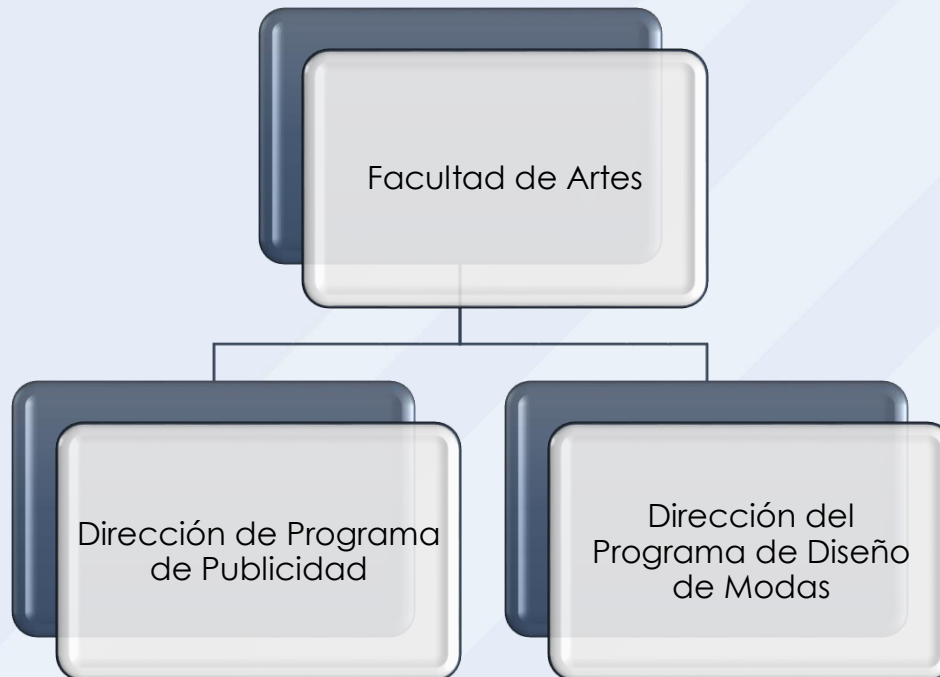 Facultad de Artes
Dirección de Programa
de Publicidad
Dirección del
Programa de Diseño
de Modas